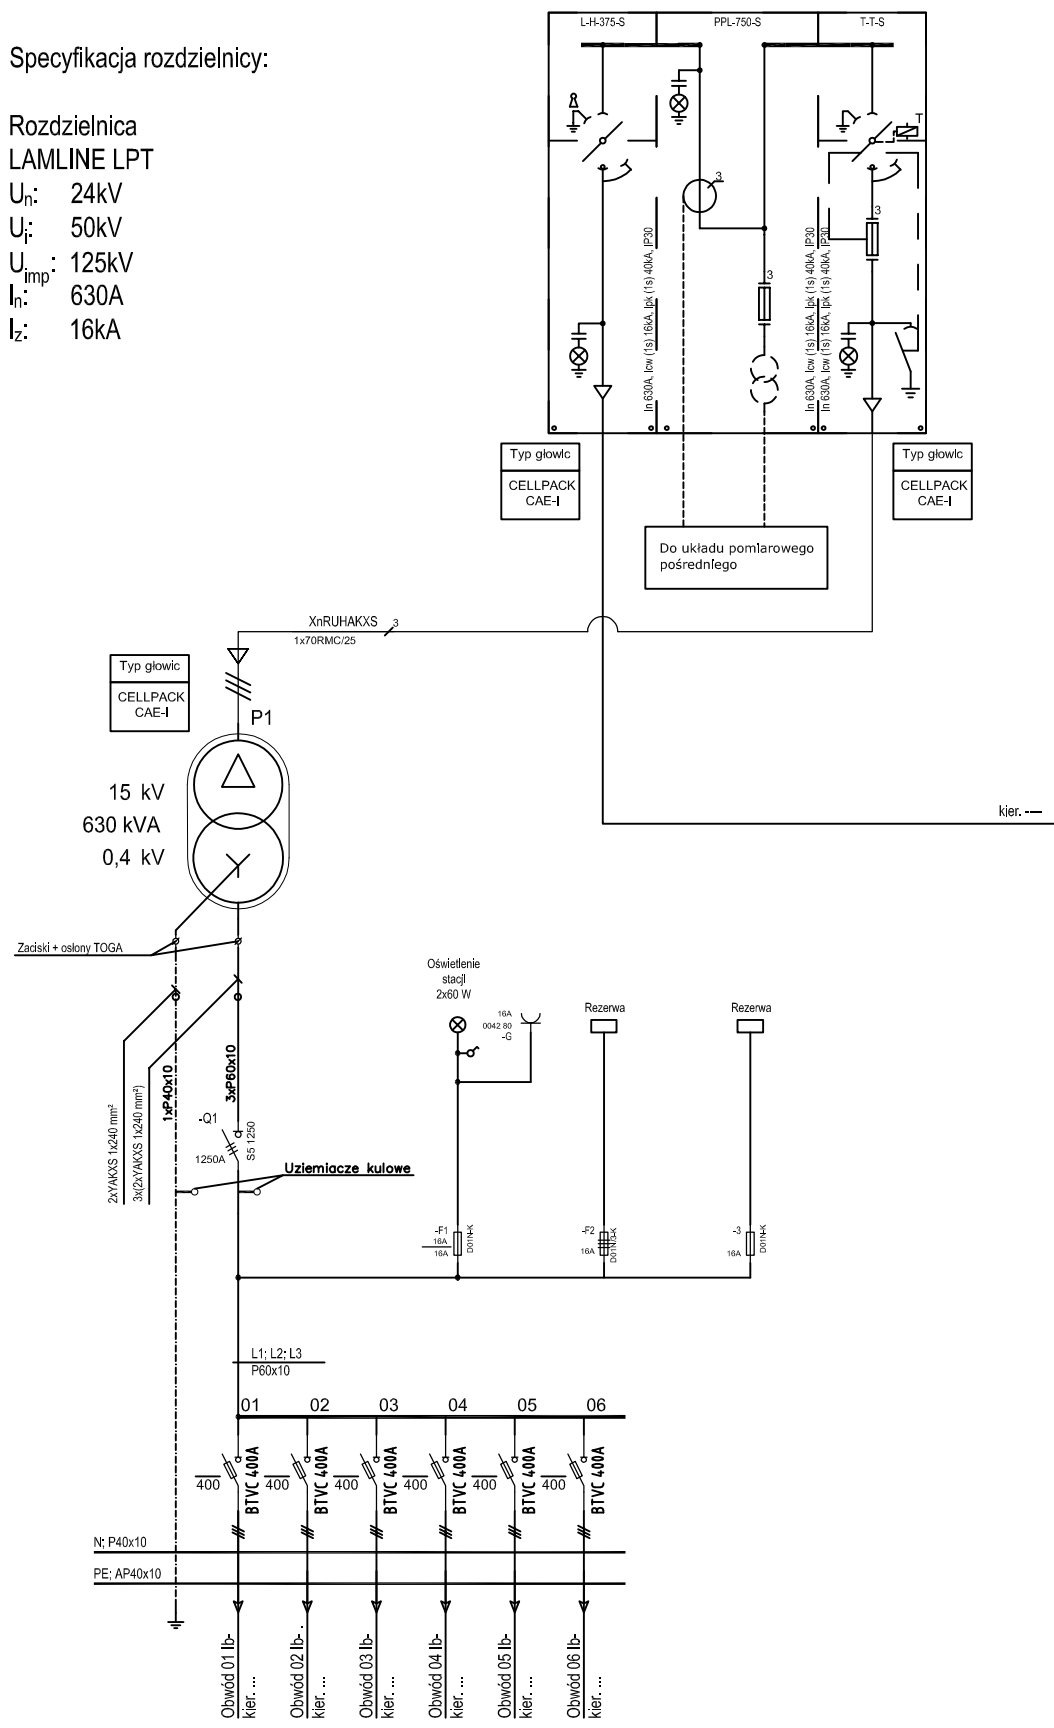 Specyfikacja rozdzielnicy:
Rozdzielnica
LAMLINE LPT
Un: 24kV
Ui: 50kV
Uimp: 125kV
In: 630A
Iz: 16kA
L-H-375-S
PPL-750-S
T-T-S
T
3
3
3
In 630A, Icw (1s) 16kA, Ipk (1s) 40kA, IP30
In 630A, Icw (1s) 16kA, Ipk (1s) 40kA, IP30
In 630A, Icw (1s) 16kA, Ipk (1s) 40kA, IP30
Typ głowic
CELLPACK
CAE-I
Typ głowic
CELLPACK
CAE-I
Do układu pomiarowego
pośredniego
XnRUHAKXS 3
1x70RMC/25
Typ głowic
CELLPACK
CAE-I
P1
15 kV
630 kVA
0,4 kV
kier. ----
Zaciski + osłony TOGA
Oświetlenie
stacji
2x60 W
16A
0042 80
-G
Rezerwa
Rezerwa
2xYAKXS 1x240 mm²
3x(2xYAKXS 1x240 mm²)
1xP40x10
3xP60x10
-Q1
1250A
S5 1250
Uziemiacze kulowe
-F1
16A
16A
D01N-K
-F2
16A
D01N/3-K
-3
16A
D01N-K
L1; L2; L3
P60x10
01 02 03 04 05 06
400 BTVC 400A
400 BTVC 400A
400 BTVC 400A
400 BTVC 400A
400 BTVC 400A
400 BTVC 400A
N; P40x10
PE; AP40x10
Obwód 01 Ib-
kier. ...
Obwód 02 Ib-.
kier. ...
Obwód 03 Ib-
kier. ...
Obwód 04 Ib-
kier. ...
Obwód 05 Ib-
kier. ...
Obwód 06 Ib-
kier. ...